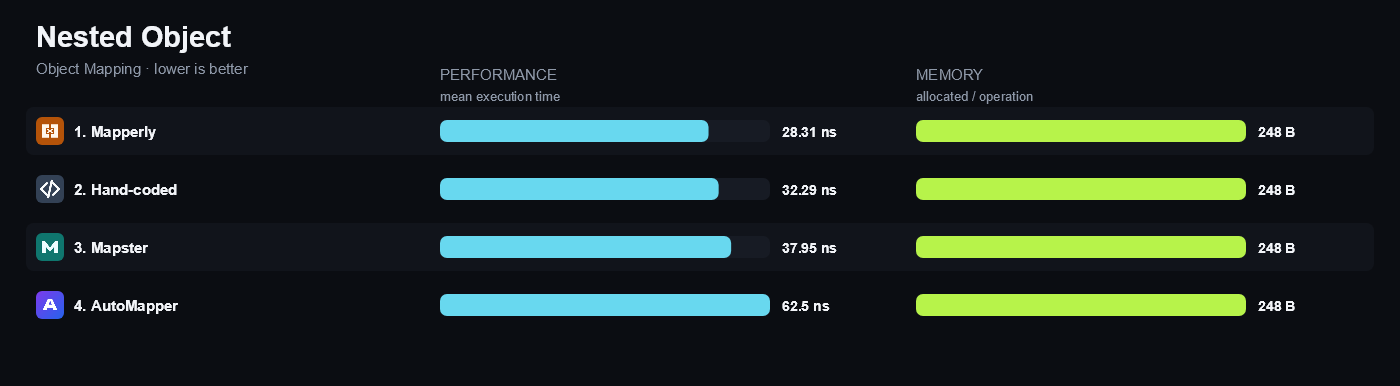 Nested Object
Object Mapping · lower is better
PERFORMANCE
mean execution time
MEMORY
allocated / operation
1. Mapperly 28.31 ns 248 B
2. Hand-coded 32.29 ns 248 B
3. Mapster 37.95 ns 248 B
4. AutoMapper 62.5 ns 248 B